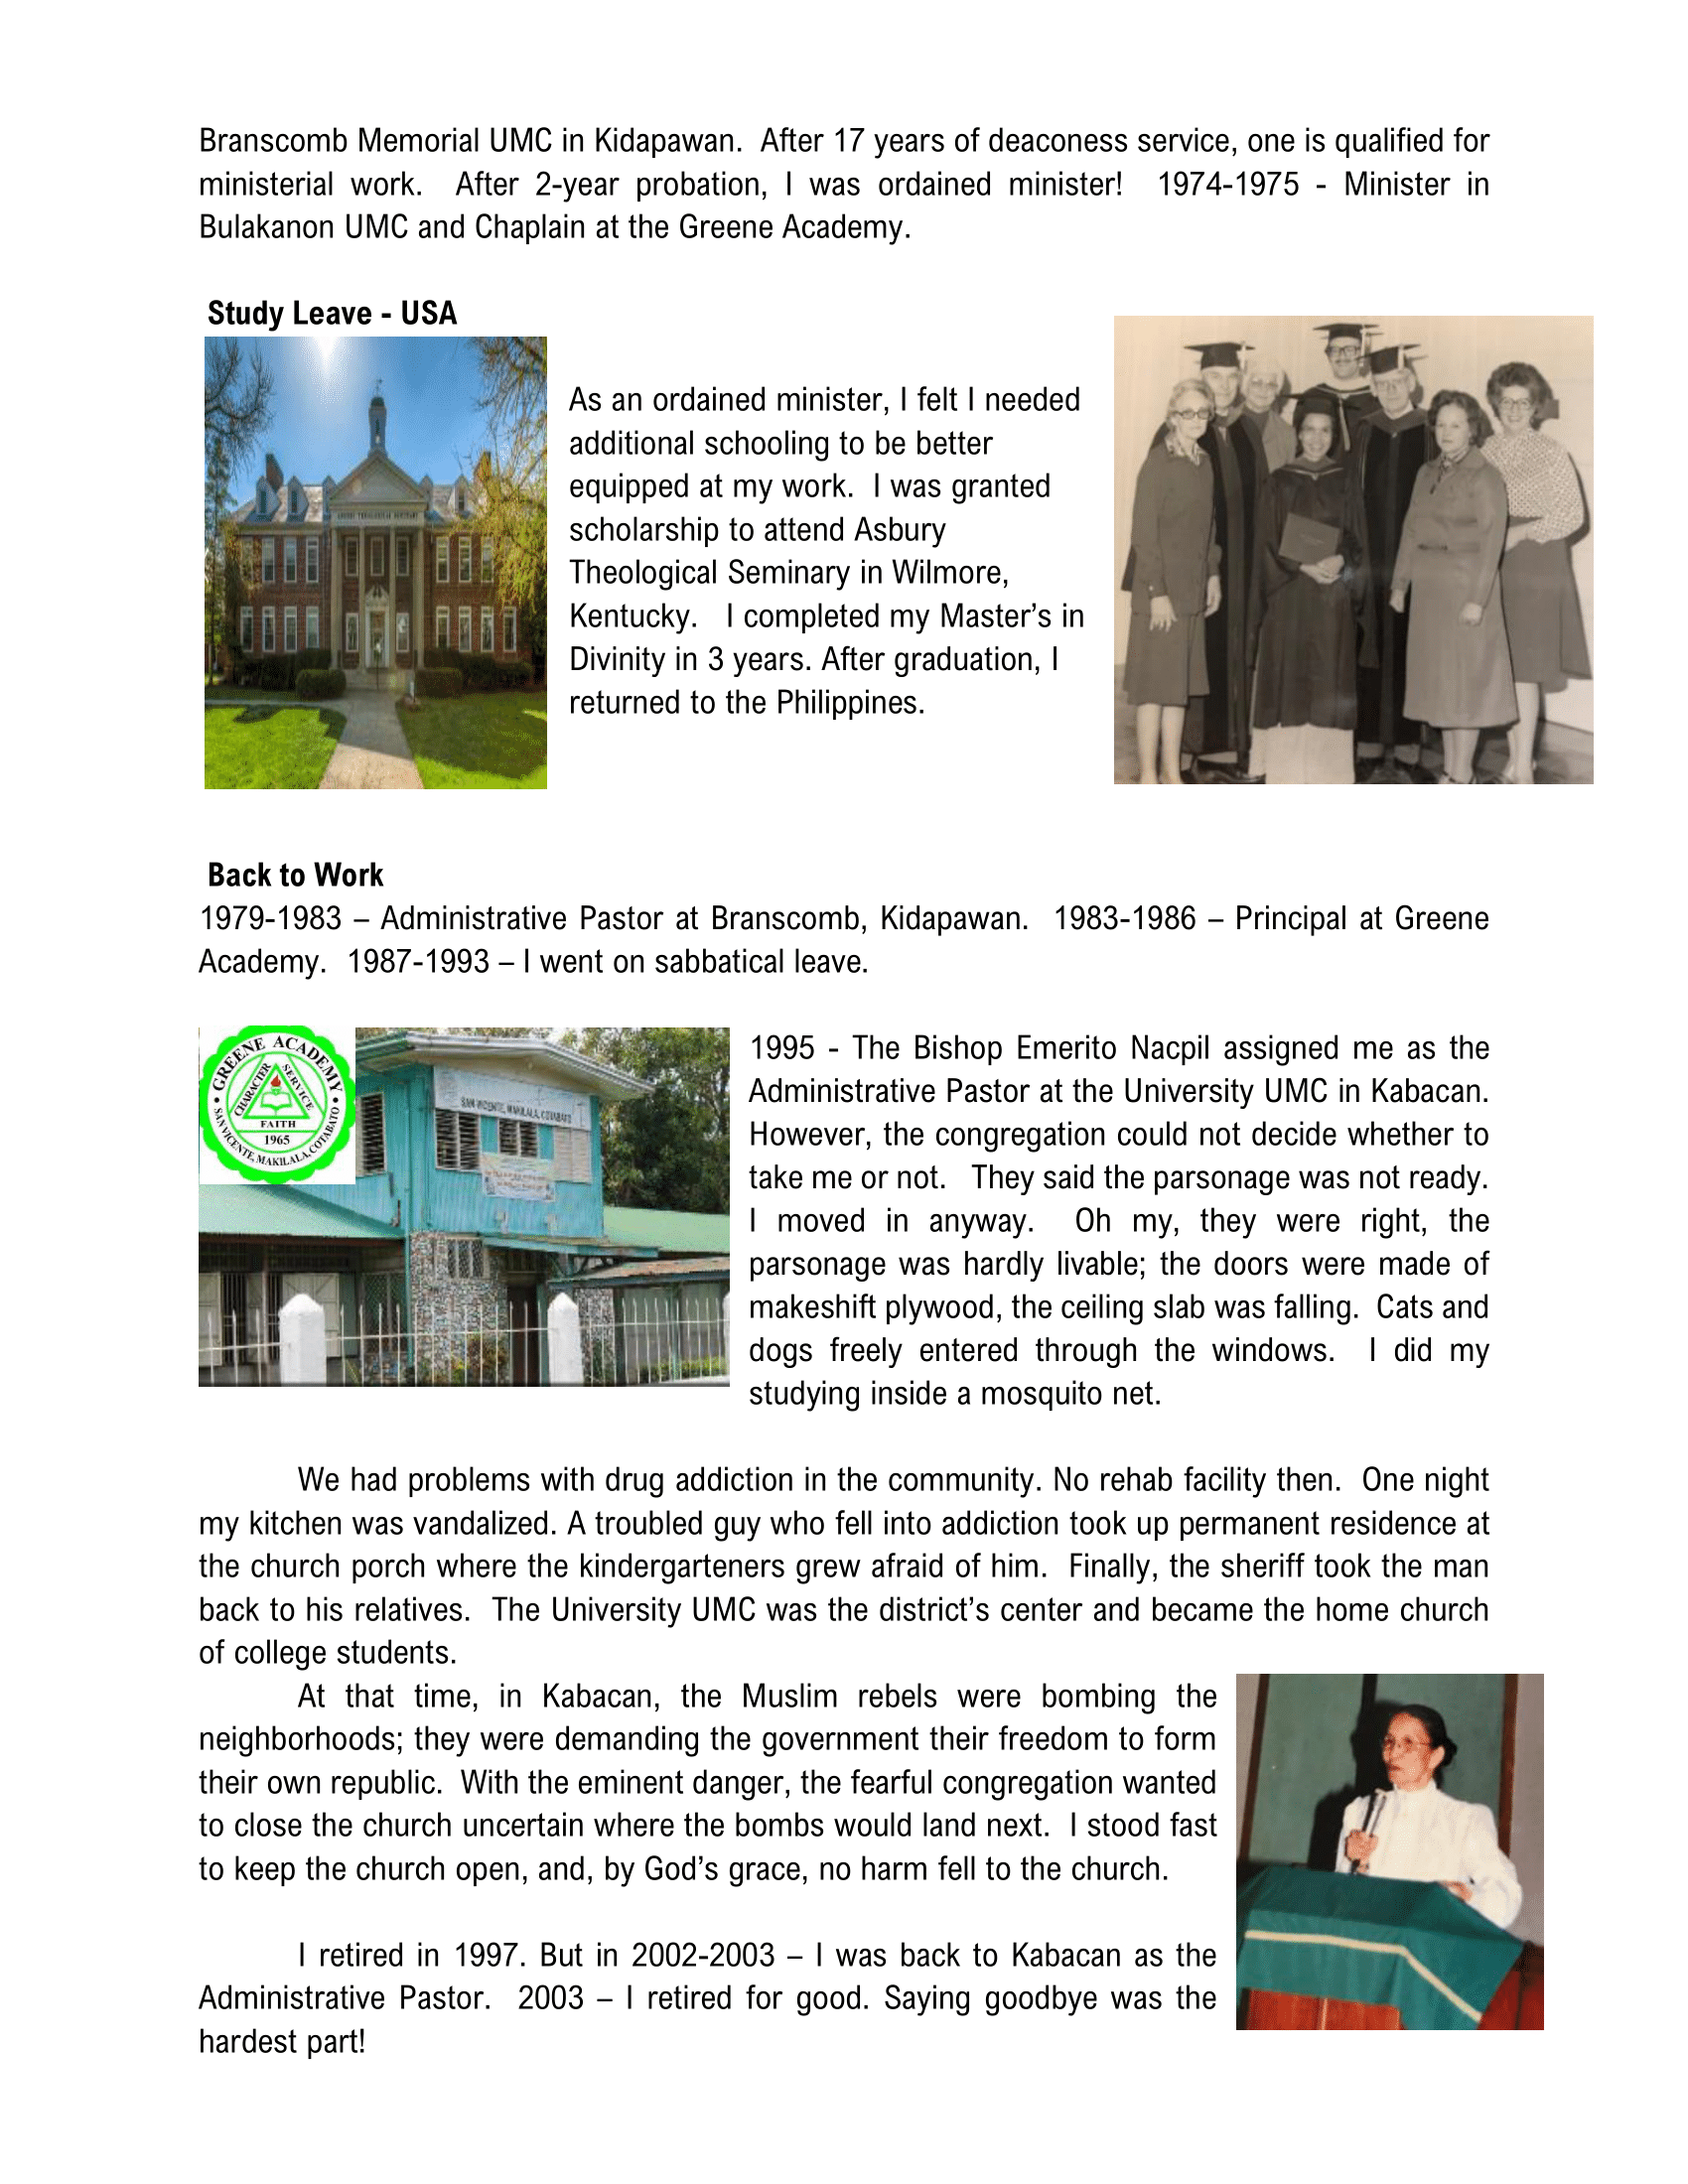 Branscomb Memorial UMC in Kidapawan.  After 17 years of deaconess service, one is qualified for
ministerial work.  After 2-year probation, I was ordained minister!  1974-1975 - Minister in
Bulakanon UMC and Chaplain at the Greene Academy.
Study Leave - USA
As an ordained minister, I felt I needed
additional schooling to be better
equipped at my work.  I was granted
scholarship to attend Asbury
Theological Seminary in Wilmore,
Kentucky.   I completed my Master’s in
Divinity in 3 years. After graduation, I
returned to the Philippines.
Back to Work
1979-1983 – Administrative Pastor at Branscomb, Kidapawan.  1983-1986 – Principal at Greene
Academy.  1987-1993 – I went on sabbatical leave.
GREENE ACADEMY
CHARACTER
SERVICE
FAITH
1965
SAN VICENTE, MAKILALA, COTABATO
SAN VICENTE, MAKILALA, COTABATO
1995 - The Bishop Emerito Nacpil assigned me as the
Administrative Pastor at the University UMC in Kabacan.
However, the congregation could not decide whether to
take me or not.   They said the parsonage was not ready.
I moved in anyway.  Oh my, they were right, the
parsonage was hardly livable; the doors were made of
makeshift plywood, the ceiling slab was falling.  Cats and
dogs freely entered through the windows.  I did my
studying inside a mosquito net.
We had problems with drug addiction in the community. No rehab facility then.  One night
my kitchen was vandalized. A troubled guy who fell into addiction took up permanent residence at
the church porch where the kindergarteners grew afraid of him.  Finally, the sheriff took the man
back to his relatives.  The University UMC was the district’s center and became the home church
of college students.
At that time, in Kabacan, the Muslim rebels were bombing the
neighborhoods; they were demanding the government their freedom to form
their own republic.  With the eminent danger, the fearful congregation wanted
to close the church uncertain where the bombs would land next.  I stood fast
to keep the church open, and, by God’s grace, no harm fell to the church.
I retired in 1997. But in 2002-2003 – I was back to Kabacan as the
Administrative Pastor.  2003 – I retired for good. Saying goodbye was the
hardest part!